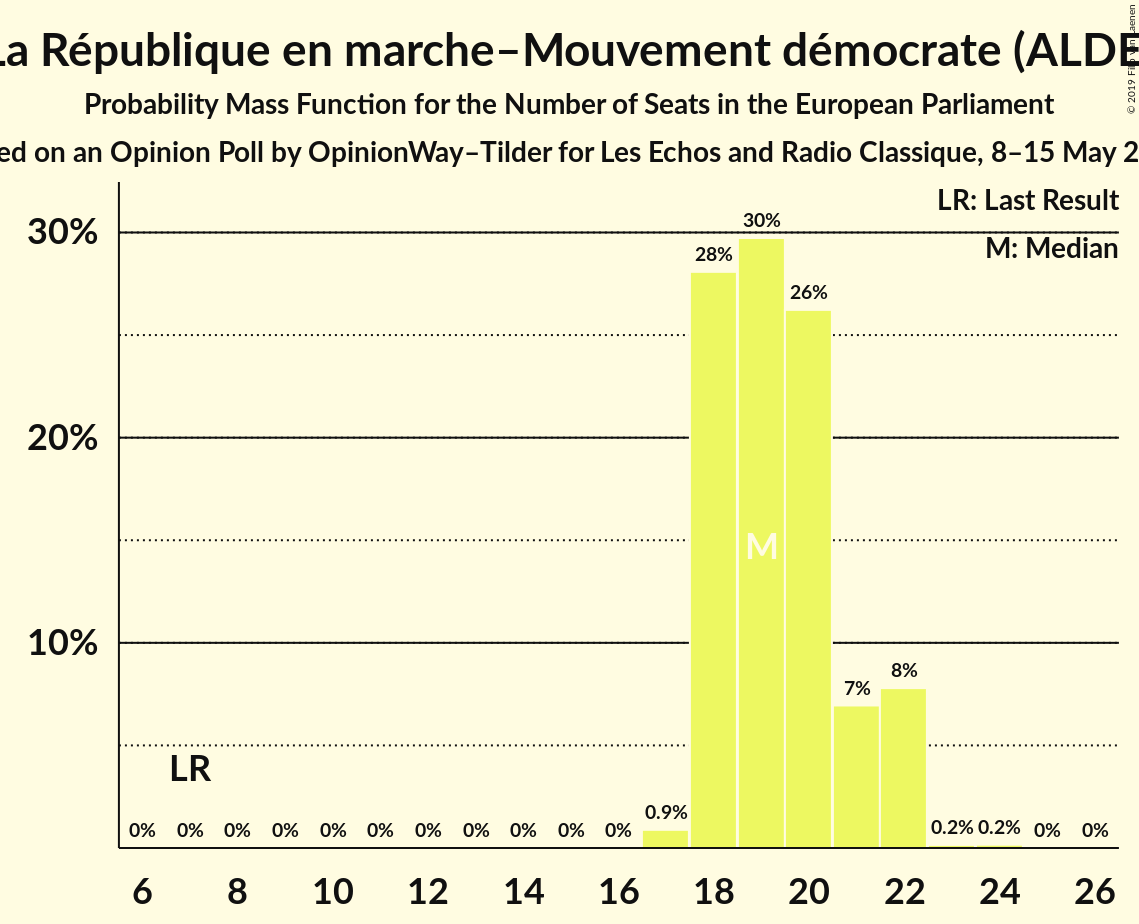 La République en marche–Mouvement démocrate (ALDE
Probability Mass Function for the Number of Seats in the European Parliament
ed on an Opinion Poll by OpinionWay–Tilder for Les Echos and Radio Classique, 8–15 May 2
© 2019
LR: Last Result
M: Median
30%
20%
10%
30%
28%
26%
M
8%
7%
LR
0% 0% 0% 0% 0% 0% 0% 0% 0% 0% 0% 0.9% 0.2% 0.2% 0% 0%
6 8 10 12 14 16 18 20 22 24 26